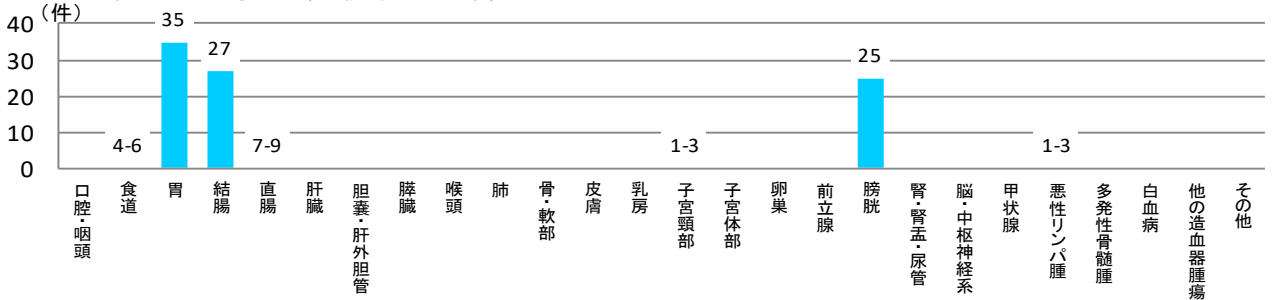 （件）
40
30
20
10
0
4-6
35
27
7-9
1-3
25
1-3
口腔・咽頭
食道
胃
結腸
直腸
肝臓
胆嚢・肝外胆管
膵臓
喉頭
肺
骨・軟部
皮膚
乳房
子宮頸部
子宮体部
卵巣
前立腺
膀胱
腎・腎盂・尿管
脳・中枢神経系
甲状腺
悪性リンパ腫
多発性骨髄腫
白血病
他の造血器腫瘍
その他